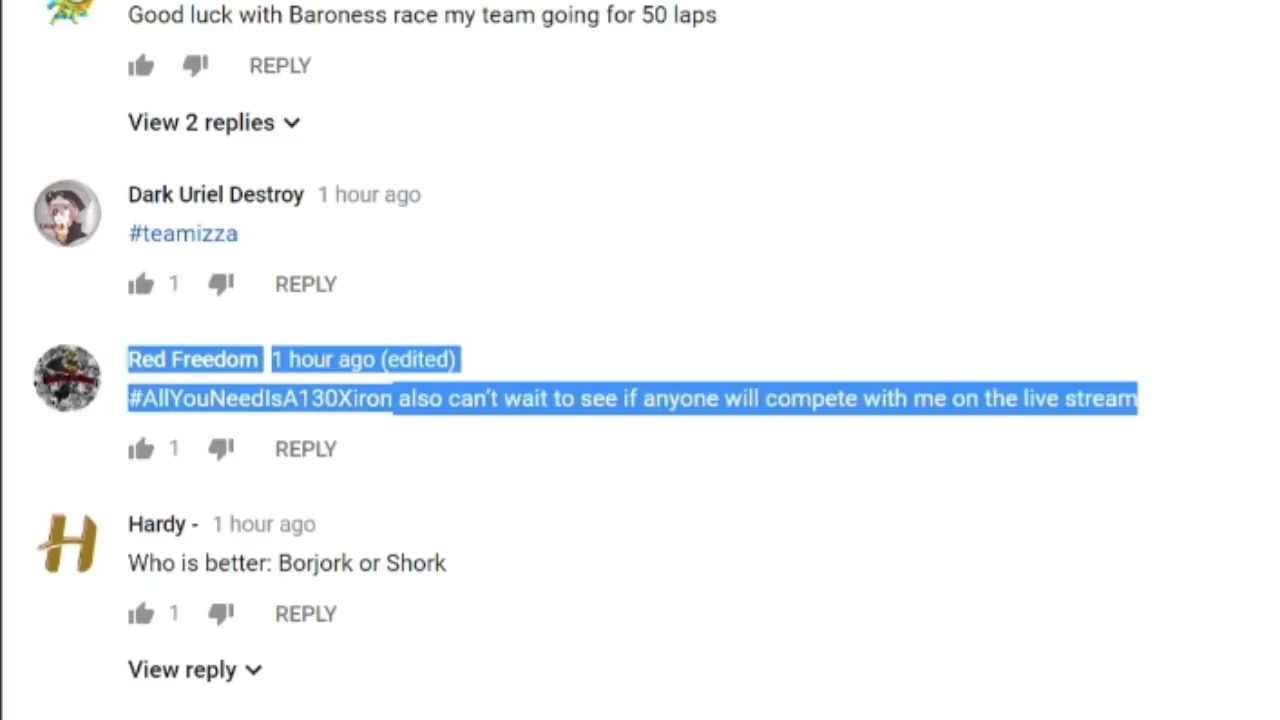 Good luck with Baroness race my team going for 50 laps
REPLY
View 2 replies
Dark Uriel Destroy 1 hour ago
#teamizza
1 REPLY
Red Freedom 1 hour ago (edited)
#AllYouNeedIsA130Xiron also can't wait to see if anyone will compete with me on the live stream
1 REPLY
Hardy - 1 hour ago
Who is better: Borjork or Shork
1 REPLY
View reply